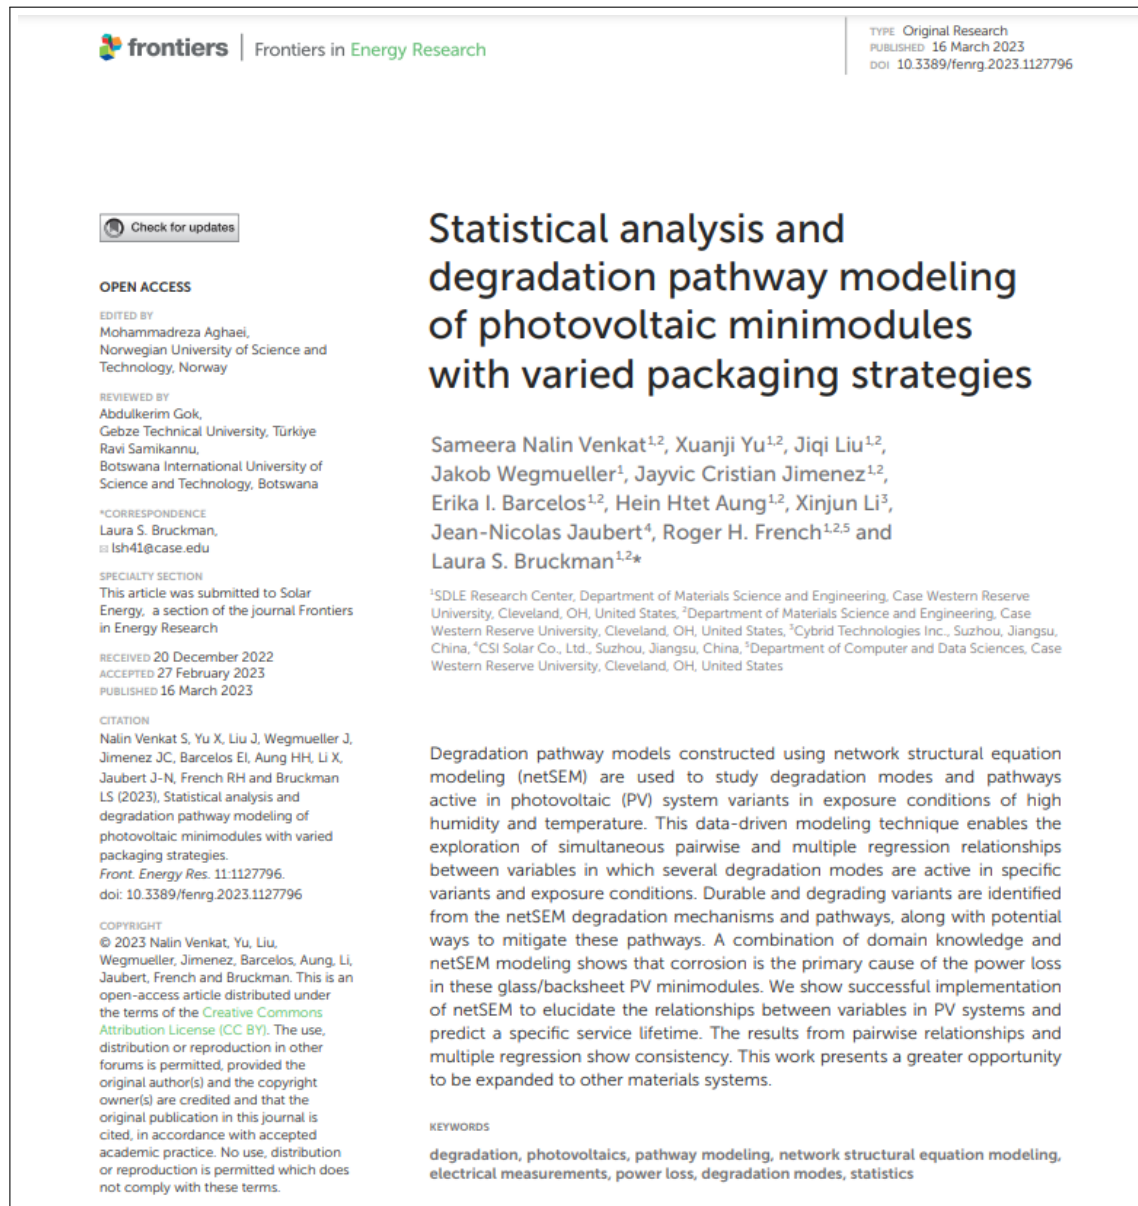 frontiers | Frontiers in Energy Research
TYPE Original Research
PUBLISHED 16 March 2023
DOI 10.3389/fenrg.2023.1127796
Check for updates
OPEN ACCESS
EDITED BY
Mohammadreza Aghaei,
Norwegian University of Science and
Technology, Norway
REVIEWED BY
Abdulkerim Gok,
Gebze Technical University, Türkiye
Ravi Samikannu,
Botswana International University of
Science and Technology, Botswana
*CORRESPONDENCE
Laura S. Bruckman,
✉ lsh41@case.edu
SPECIALTY SECTION
This article was submitted to Solar
Energy, a section of the journal Frontiers
in Energy Research
RECEIVED 20 December 2022
ACCEPTED 27 February 2023
PUBLISHED 16 March 2023
CITATION
Nalin Venkat S, Yu X, Liu J, Wegmueller J,
Jimenez JC, Barcelos EI, Aung HH, Li X,
Jaubert J-N, French RH and Bruckman
LS (2023), Statistical analysis and
degradation pathway modeling of
photovoltaic minimodules with varied
packaging strategies.
Front. Energy Res. 11:1127796.
doi: 10.3389/fenrg.2023.1127796
COPYRIGHT
© 2023 Nalin Venkat, Yu, Liu,
Wegmueller, Jimenez, Barcelos, Aung, Li,
Jaubert, French and Bruckman. This is an
open-access article distributed under
the terms of the Creative Commons
Attribution License (CC BY). The use,
distribution or reproduction in other
forums is permitted, provided the
original author(s) and the copyright
owner(s) are credited and that the
original publication in this journal is
cited, in accordance with accepted
academic practice. No use, distribution
or reproduction is permitted which does
not comply with these terms.
Statistical analysis and
degradation pathway modeling
of photovoltaic minimodules
with varied packaging strategies
Sameera Nalin Venkat¹,², Xuanji Yu¹,², Jiqi Liu¹,²,
Jakob Wegmueller¹, Jayvic Cristian Jimenez¹,²,
Erika I. Barcelos¹,², Hein Htet Aung¹,², Xinjun Li³,
Jean-Nicolas Jaubert⁴, Roger H. French¹,²,⁵ and
Laura S. Bruckman¹,²*
¹SDLE Research Center, Department of Materials Science and Engineering, Case Western Reserve
University, Cleveland, OH, United States, ²Department of Materials Science and Engineering, Case
Western Reserve University, Cleveland, OH, United States, ³Cybrid Technologies Inc., Suzhou, Jiangsu,
China, ⁴CSI Solar Co., Ltd., Suzhou, Jiangsu, China, ⁵Department of Computer and Data Sciences, Case
Western Reserve University, Cleveland, OH, United States
Degradation pathway models constructed using network structural equation
modeling (netSEM) are used to study degradation modes and pathways
active in photovoltaic (PV) system variants in exposure conditions of high
humidity and temperature. This data-driven modeling technique enables the
exploration of simultaneous pairwise and multiple regression relationships
between variables in which several degradation modes are active in specific
variants and exposure conditions. Durable and degrading variants are identified
from the netSEM degradation mechanisms and pathways, along with potential
ways to mitigate these pathways. A combination of domain knowledge and
netSEM modeling shows that corrosion is the primary cause of the power loss
in these glass/backsheet PV minimodules. We show successful implementation
of netSEM to elucidate the relationships between variables in PV systems and
predict a specific service lifetime. The results from pairwise relationships and
multiple regression show consistency. This work presents a greater opportunity
to be expanded to other materials systems.
KEYWORDS
degradation, photovoltaics, pathway modeling, network structural equation modeling,
electrical measurements, power loss, degradation modes, statistics